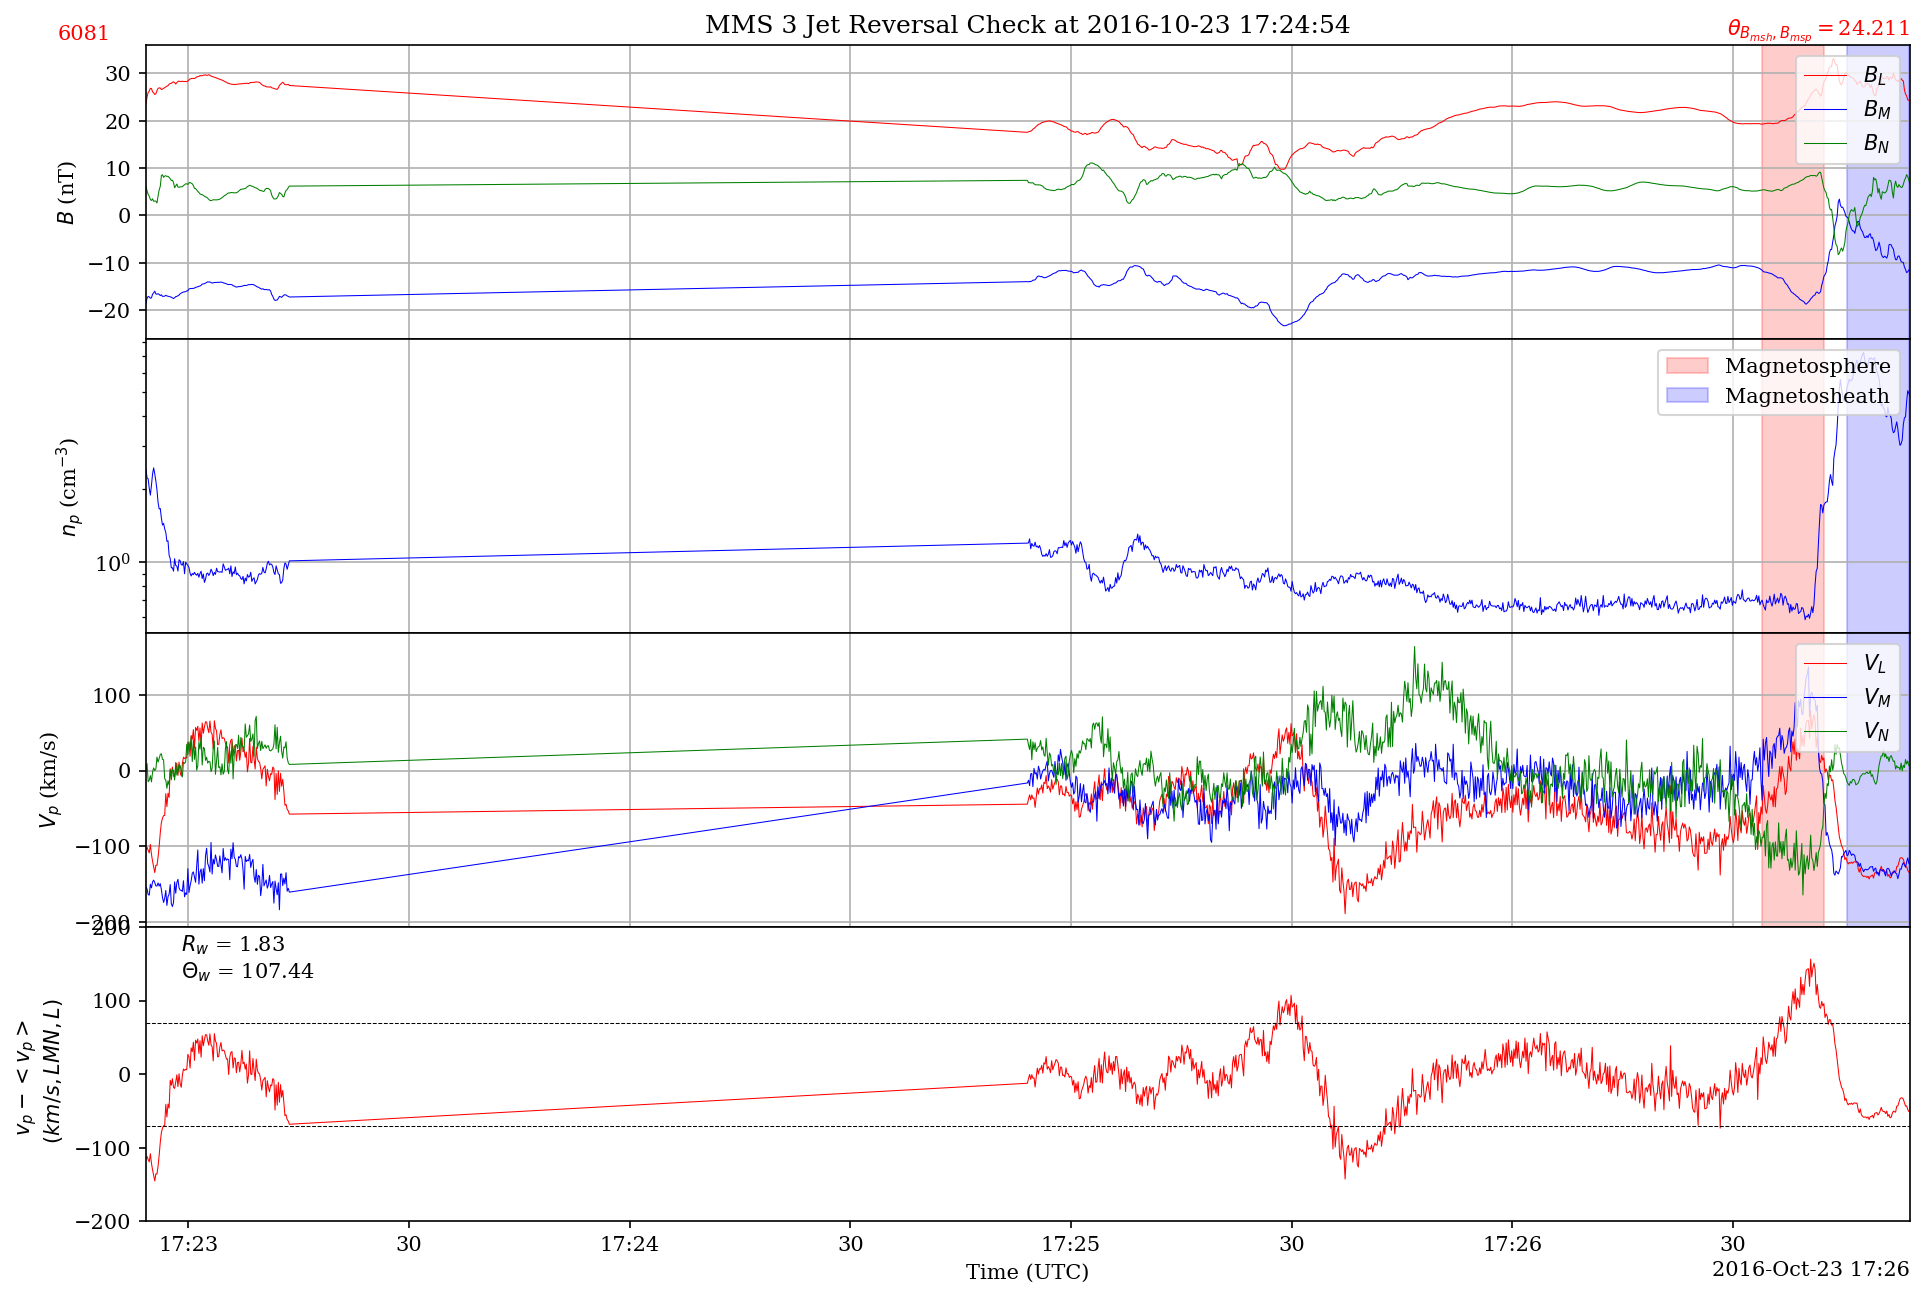 6081
MMS 3 Jet Reversal Check at 2016-10-23 17:24:54
θ_{B_{msh}, B_{msp}} = 24.211
30
20
10
0
−10
−20
B (nT)
B_L
B_M
B_N
10^0
n_p (cm^{−3})
Magnetosphere
Magnetosheath
100
0
−100
−200
V_p (km/s)
V_L
V_M
V_N
200
100
0
−100
−200
v_p − < v_p >
(km/s, LMN, L)
R_w = 1.83
Θ_w = 107.44
17:23 30 17:24 30 17:25 30 17:26 30
Time (UTC)
2016-Oct-23 17:26